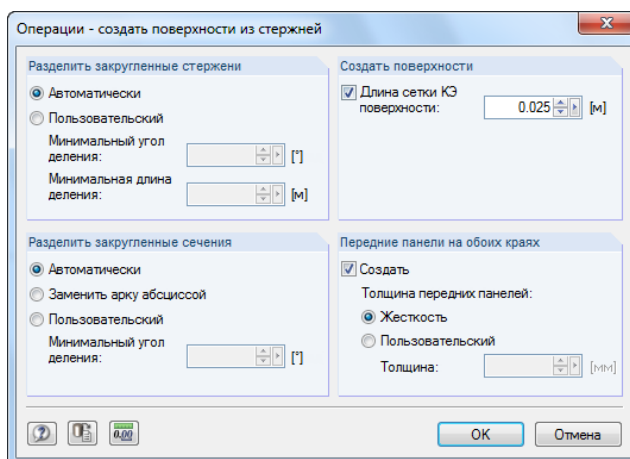 Операции - создать поверхности из стержней
Разделить закругленные стержени
Автоматически
Пользовательский
Минимальный угол
деления:
[°]
Минимальная длина
деления:
[м]
Создать поверхности
Длина сетки КЭ
поверхности:
0.025
[м]
Разделить закругленные сечения
Автоматически
Заменить арку абсциссой
Пользовательский
Минимальный угол
деления:
[°]
Передние панели на обоих краях
Создать
Толщина передних панелей:
Жесткость
Пользовательский
Толщина:
[мм]
0.00
OK
Отмена